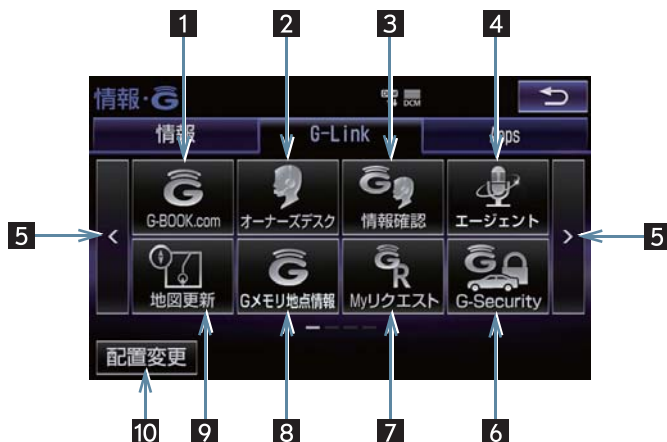 1 2 3 4
情報・G DCM
情報 G-Link Apps
G-BOOK.com オーナーズデスク 情報確認 エージェント
5 < > 5
地図更新 Gメモリ地点情報 Myリクエスト G-Security
配置変更
10 9 8 7 6